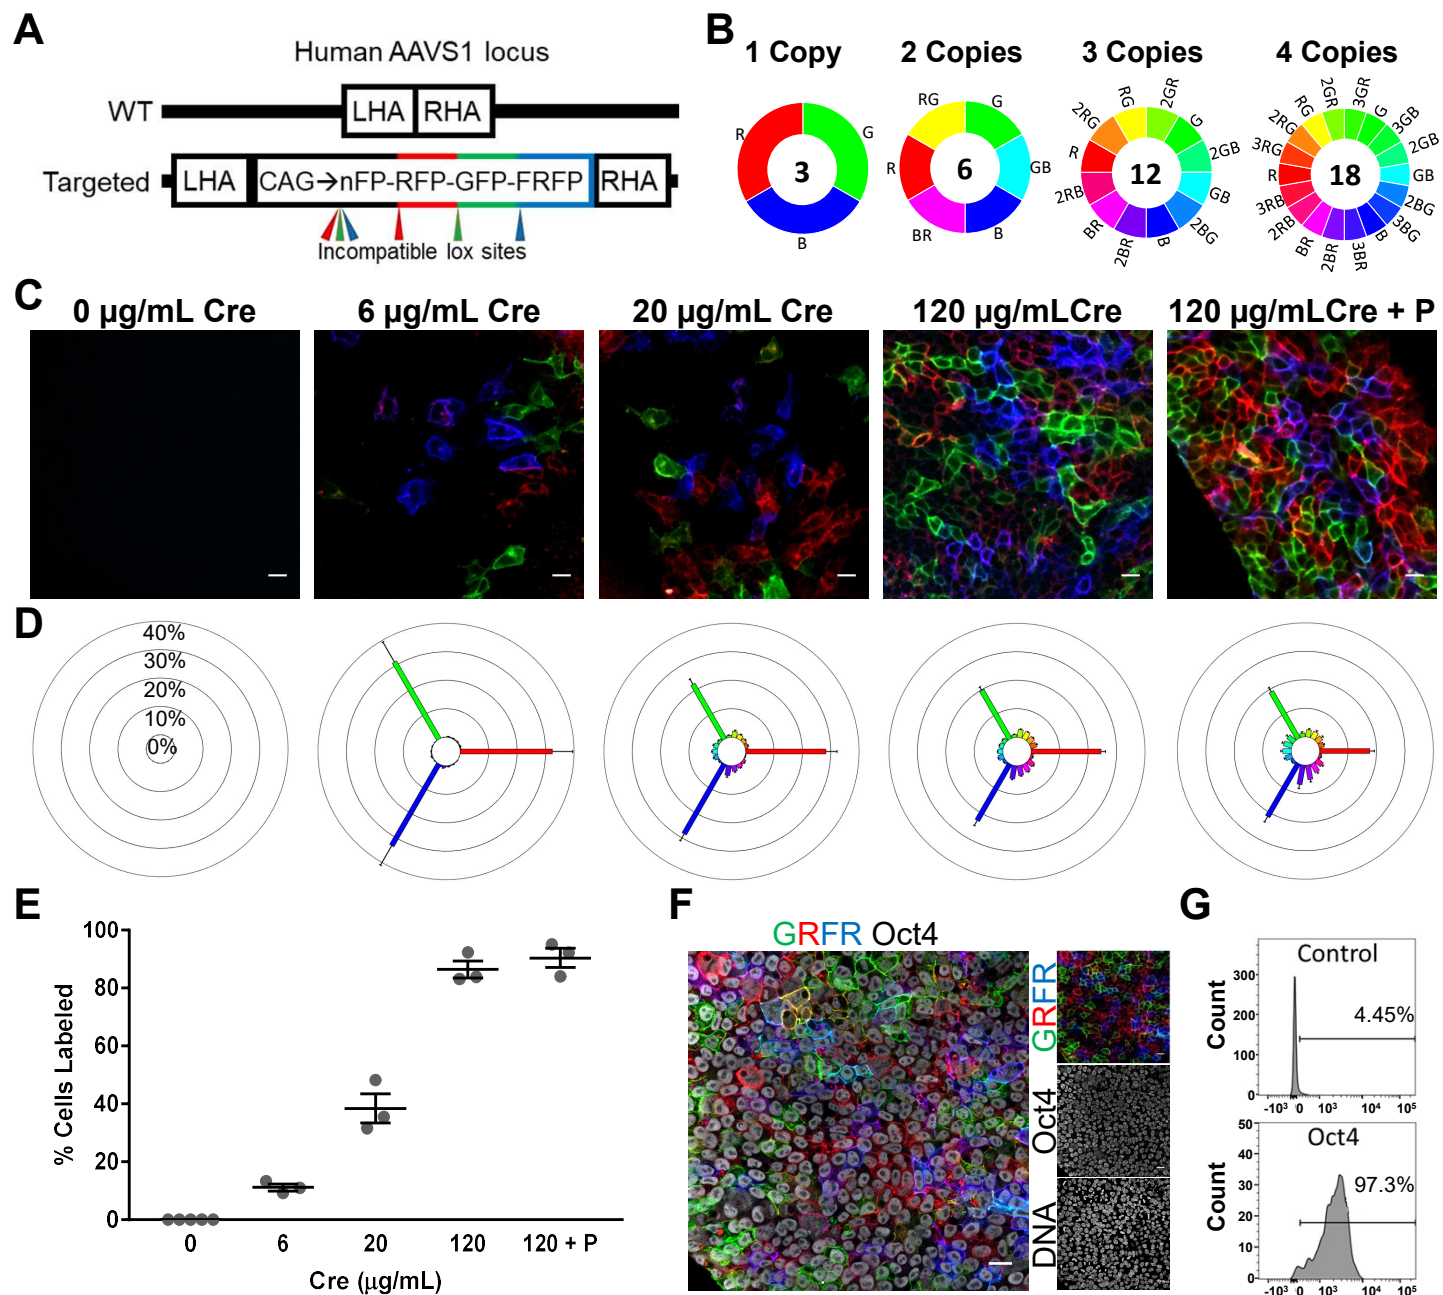 A
Human AAVS1 locus
WT
LHA
RHA
Targeted
LHA
CAG→nFP-RFP-GFP-FRFP
RHA
Incompatible lox sites
B
1 Copy
2 Copies
3 Copies
4 Copies
R
G
B
3
RG
G
GB
B
BR
R
6
RG
2GR
G
2GB
GB
2BG
B
2BR
BR
2RB
R
2RG
12
2GR
3GR
G
3GB
2GB
GB
2BG
3BG
B
3BR
2BR
BR
2RB
3RB
R
3RG
2RG
RG
18
C
0 µg/mL Cre
6 µg/mL Cre
20 µg/mL Cre
120 µg/mLCre
120 µg/mLCre + P
D
40%
30%
20%
10%
0%
E
% Cells Labeled
100
80
60
40
20
0
0
6
20
120
120 + P
Cre (µg/mL)
F
GRFR Oct4
GRFR
Oct4
DNA
G
Control
4.45%
Count
300
200
100
0
-10³ 0 10³ 10⁴ 10⁵
Oct4
97.3%
Count
50
40
30
20
10
0
-10³ 0 10³ 10⁴ 10⁵